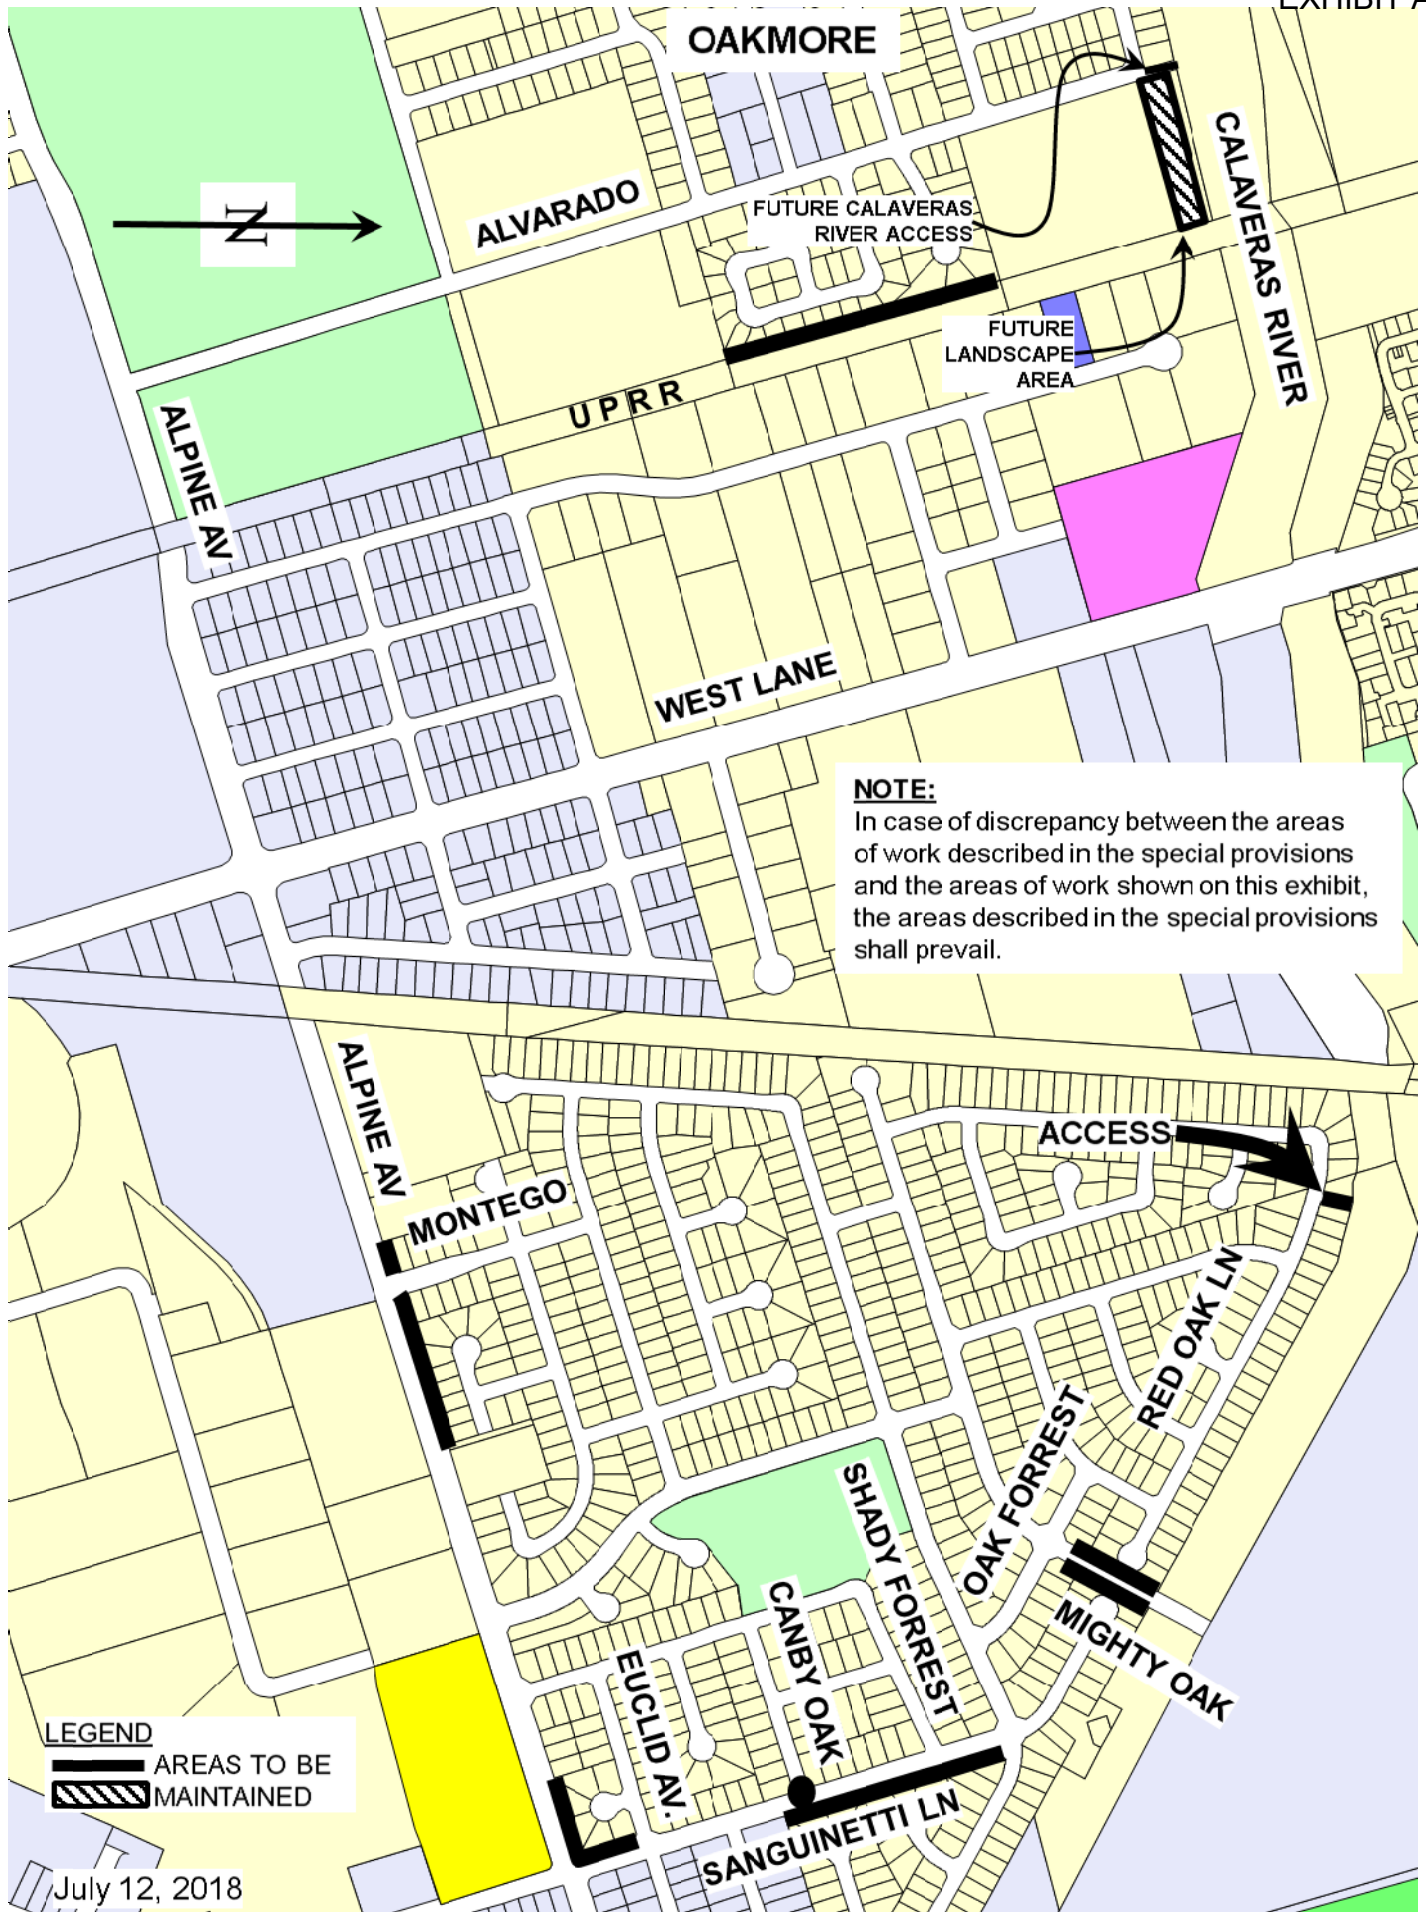 EXHIBIT A
OAKMORE
CALAVERAS RIVER
N
ALVARADO
FUTURE CALAVERAS
RIVER ACCESS
FUTURE
LANDSCAPE
AREA
U P R R
ALPINE AV
WEST LANE
NOTE:
In case of discrepancy between the areas
of work described in the special provisions
and the areas of work shown on this exhibit,
the areas described in the special provisions
shall prevail.
ALPINE AV
ACCESS
MONTEGO
RED OAK LN
OAK FORREST
SHADY FORREST
CANBY OAK
MIGHTY OAK
EUCLID AV.
SANGUINETTI LN
LEGEND
AREAS TO BE
MAINTAINED
July 12, 2018